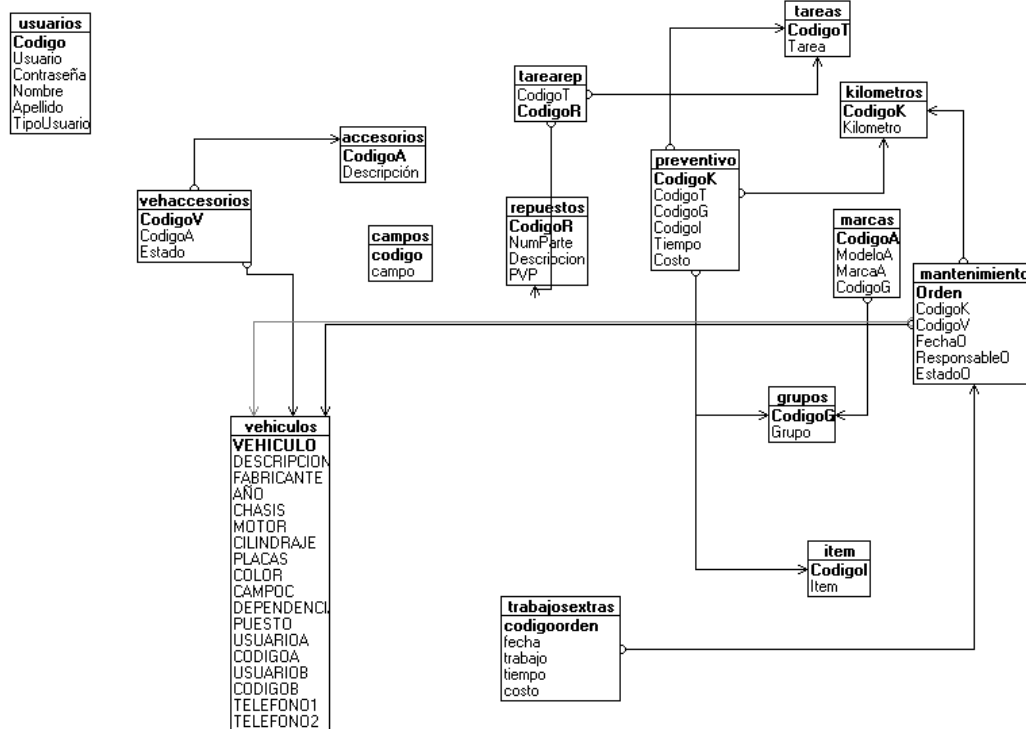 usuarios
Codigo
Usuario
Contraseña
Nombre
Apellido
TipoUsuario
tareas
CodigoT
Tarea
tarearep
CodigoT
CodigoR
kilometros
CodigoK
Kilometro
accesorios
CodigoA
Descripción
preventivo
CodigoK
CodigoT
CodigoG
CodigoI
Tiempo
Costo
vehaccesorios
CodigoV
CodigoA
Estado
repuestos
CodigoR
NumParte
Descripcion
PVP
marcas
CodigoA
ModeloA
MarcaA
CodigoG
campos
codigo
campo
mantenimiento
Orden
CodigoK
CodigoV
FechaO
ResponsableO
EstadoO
grupos
CodigoG
Grupo
vehiculos
VEHICULO
DESCRIPCION
FABRICANTE
AÑO
CHASIS
MOTOR
CILINDRAJE
PLACAS
COLOR
CAMPOC
DEPENDENCI
PUESTO
USUARIOA
CODIGOA
USUARIOB
CODIGOB
TELEFONO1
TELEFONO2
item
CodigoI
Item
trabajosextras
codigoorden
fecha
trabajo
tiempo
costo